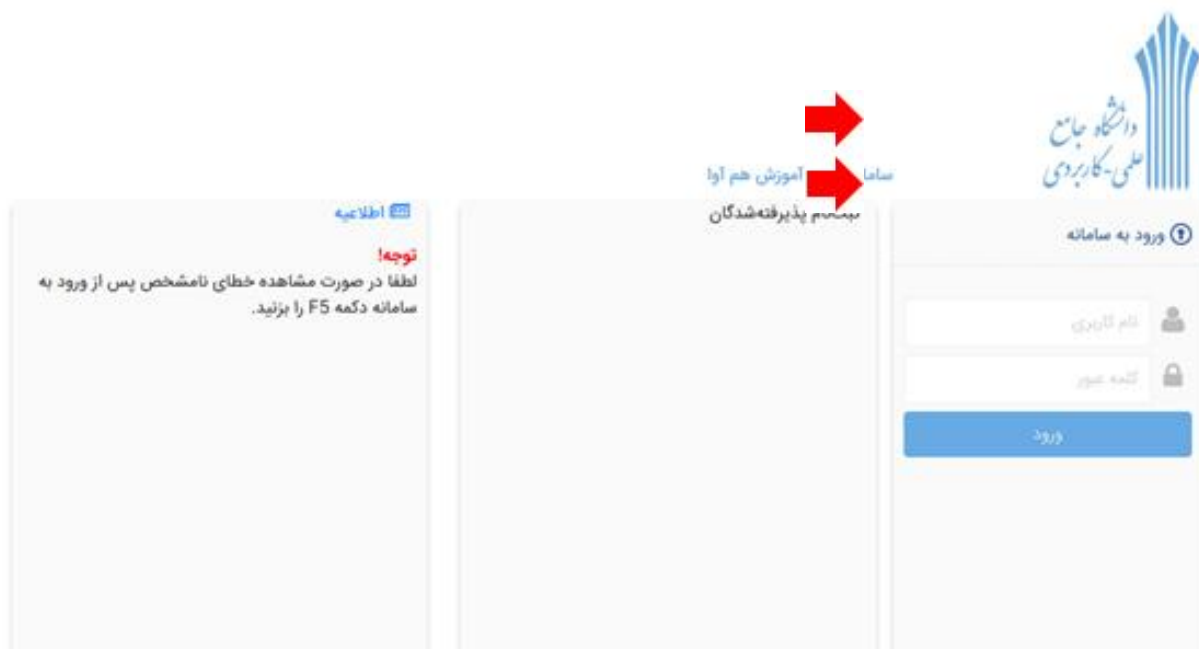 دانشگاه جامع
علمی-کاربردی
آموزش هم آوا
ورود به سامانه
نام کاربری
کلمه عبور
ورود
پذیرفته‌شدگان
اطلاعیه
توجه!
لطفا در صورت مشاهده خطای نامشخص پس از ورود به
سامانه دکمه F5 را بزنید.